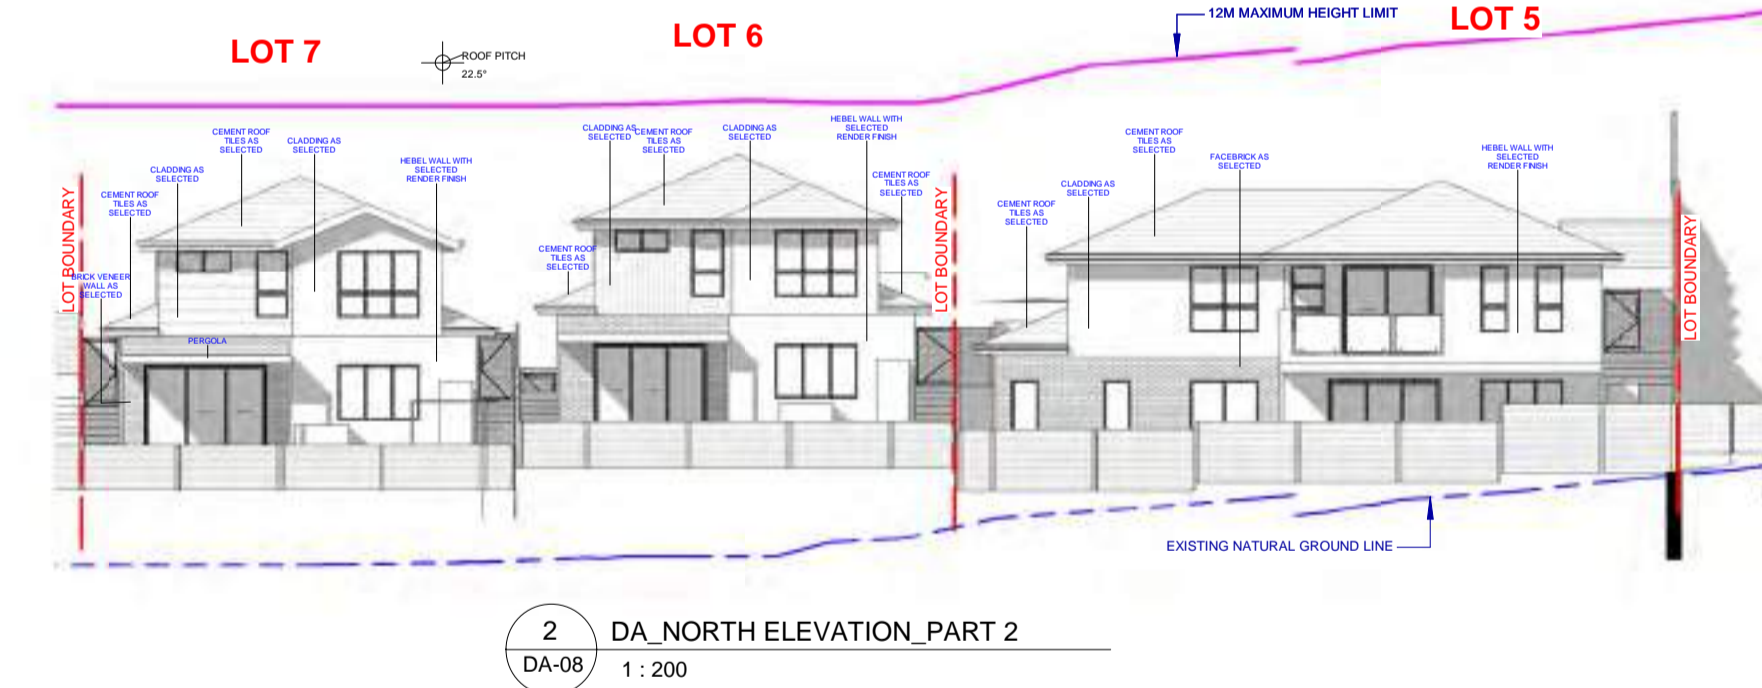 12M MAXIMUM HEIGHT LIMIT
LOT 7
LOT 6
LOT 5
ROOF PITCH
22.5°
LOT BOUNDARY
BRICK VENEER
WALL AS
SELECTED
CEMENT ROOF
TILES AS
SELECTED
CLADDING AS
SELECTED
CEMENT ROOF
TILES AS
SELECTED
CLADDING AS
SELECTED
HEBEL WALL WITH
SELECTED
RENDER FINISH
PERGOLA
CEMENT ROOF
TILES AS
SELECTED
CLADDING AS
SELECTED
CEMENT ROOF
TILES AS
SELECTED
CLADDING AS
SELECTED
HEBEL WALL WITH
SELECTED
RENDER FINISH
CEMENT ROOF
TILES AS
SELECTED
LOT BOUNDARY
CEMENT ROOF
TILES AS
SELECTED
CLADDING AS
SELECTED
CEMENT ROOF
TILES AS
SELECTED
FACEBRICK AS
SELECTED
HEBEL WALL WITH
SELECTED
RENDER FINISH
LOT BOUNDARY
EXISTING NATURAL GROUND LINE
2
DA-08
DA_NORTH ELEVATION_PART 2
1 : 200